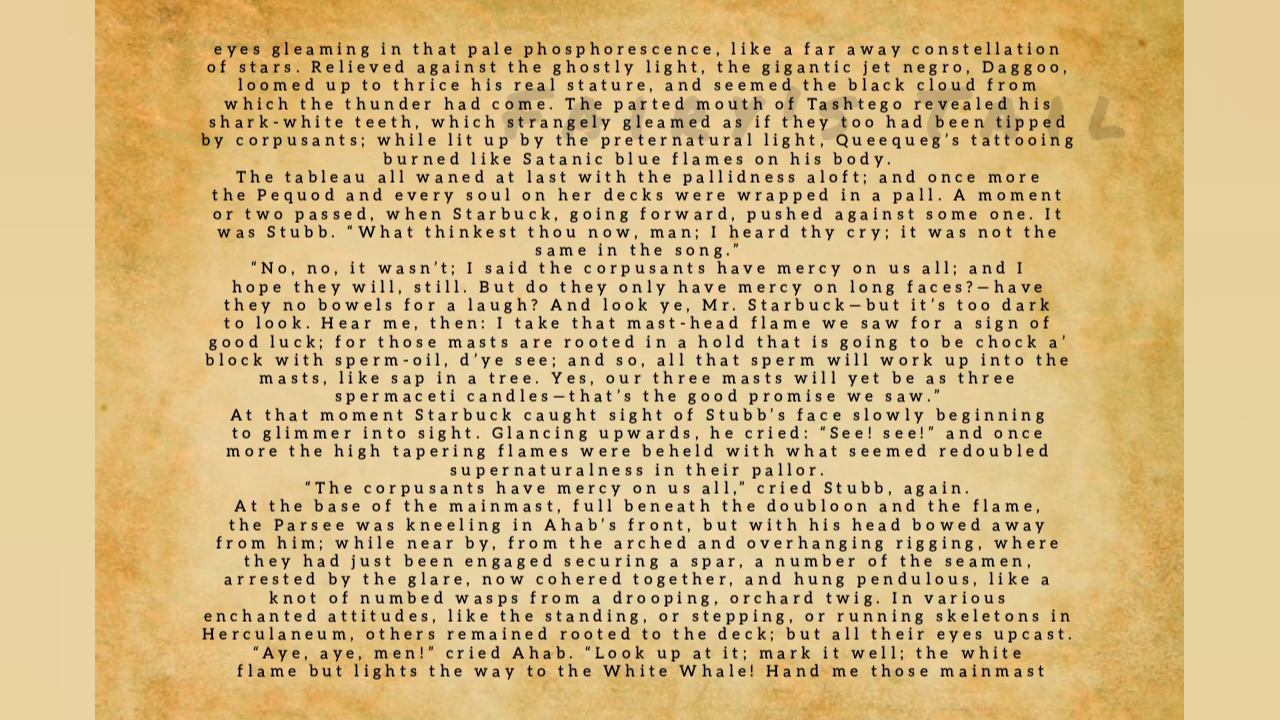 eyes gleaming in that pale phosphorescence, like a far away constellation
of stars. Relieved against the ghostly light, the gigantic jet negro, Daggoo,
loomed up to thrice his real stature, and seemed the black cloud from
which the thunder had come. The parted mouth of Tashtego revealed his
shark-white teeth, which strangely gleamed as if they too had been tipped
by corpusants; while lit up by the preternatural light, Queequeg’s tattooing
burned like Satanic blue flames on his body.
The tableau all waned at last with the pallidness aloft; and once more
the Pequod and every soul on her decks were wrapped in a pall. A moment
or two passed, when Starbuck, going forward, pushed against some one. It
was Stubb. “What thinkest thou now, man; I heard thy cry; it was not the
same in the song.”
“No, no, it wasn’t; I said the corpusants have mercy on us all; and I
hope they will, still. But do they only have mercy on long faces?—have
they no bowels for a laugh? And look ye, Mr. Starbuck—but it’s too dark
to look. Hear me, then: I take that mast-head flame we saw for a sign of
good luck; for those masts are rooted in a hold that is going to be chock a’
block with sperm-oil, d’ye see; and so, all that sperm will work up into the
masts, like sap in a tree. Yes, our three masts will yet be as three
spermaceti candles—that’s the good promise we saw.”
At that moment Starbuck caught sight of Stubb’s face slowly beginning
to glimmer into sight. Glancing upwards, he cried: “See! see!” and once
more the high tapering flames were beheld with what seemed redoubled
supernaturalness in their pallor.
“The corpusants have mercy on us all,” cried Stubb, again.
At the base of the mainmast, full beneath the doubloon and the flame,
the Parsee was kneeling in Ahab’s front, but with his head bowed away
from him; while near by, from the arched and overhanging rigging, where
they had just been engaged securing a spar, a number of the seamen,
arrested by the glare, now cohered together, and hung pendulous, like a
knot of numbed wasps from a drooping, orchard twig. In various
enchanted attitudes, like the standing, or stepping, or running skeletons in
Herculaneum, others remained rooted to the deck; but all their eyes upcast.
“Aye, aye, men!” cried Ahab. “Look up at it; mark it well; the white
flame but lights the way to the White Whale! Hand me those mainmast